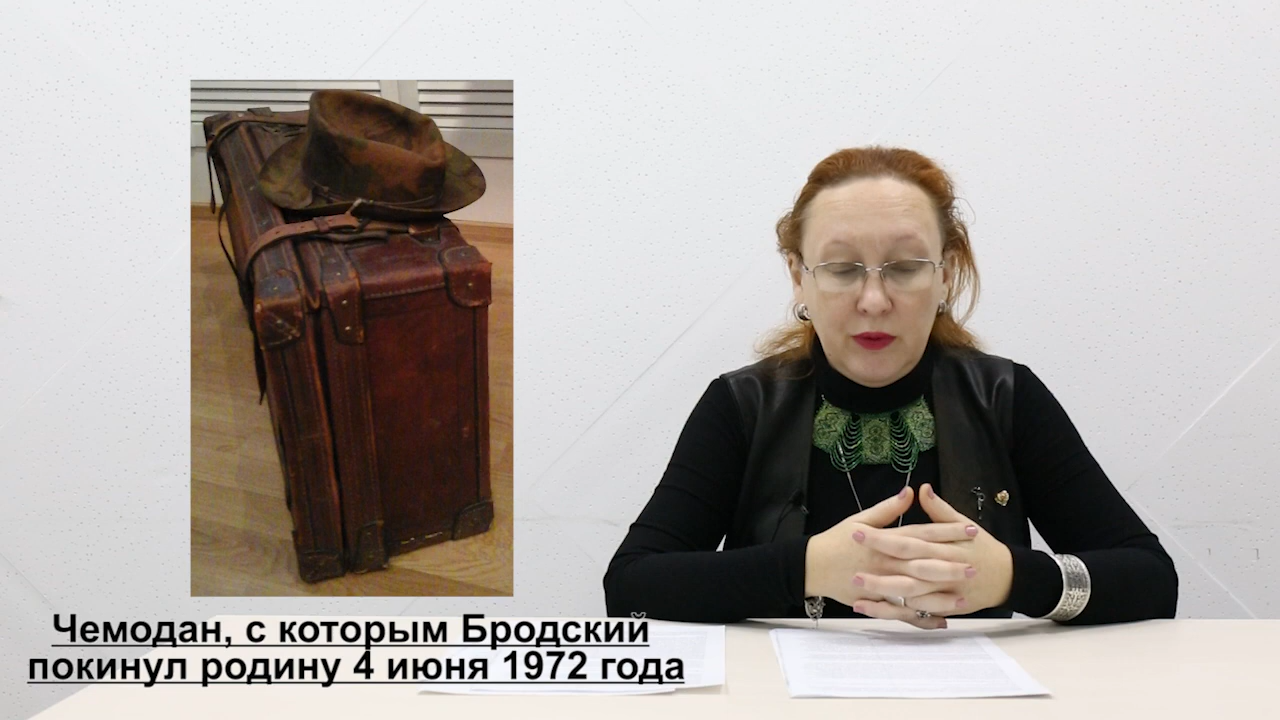 Чемодан, с которым Бродский
покинул родину 4 июня 1972 года